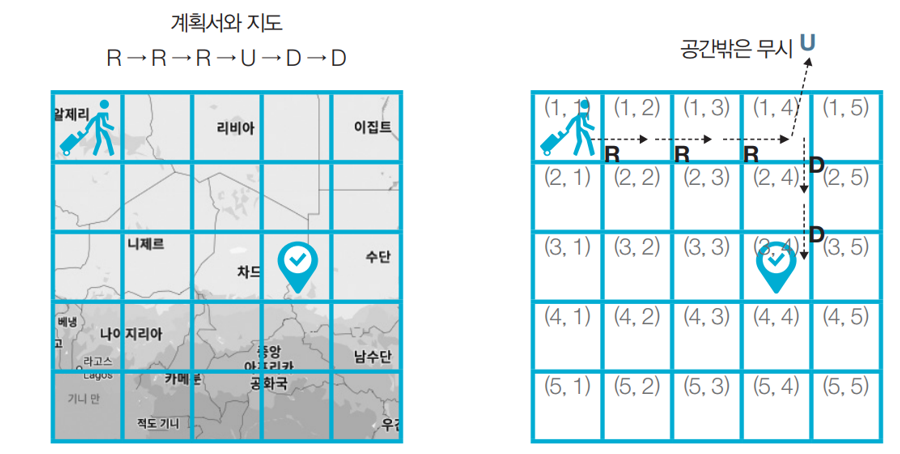 계획서와 지도
R → R → R → U → D → D
알제리
리비아
이집트
니제르
차드
수단
베냉
고
나이지리아
라고스
Lagos
중앙
아프리카
공화국
남수단
카메룬
기니 만
적도 기니
우간
공간밖은 무시 U
(1, 1) (1, 2) (1, 3) (1, 4) (1, 5)
R R R D
(2, 1) (2, 2) (2, 3) (2, 4) (2, 5)
D
(3, 1) (3, 2) (3, 3) (3, 4) (3, 5)
(4, 1) (4, 2) (4, 3) (4, 4) (4, 5)
(5, 1) (5, 2) (5, 3) (5, 4) (5, 5)